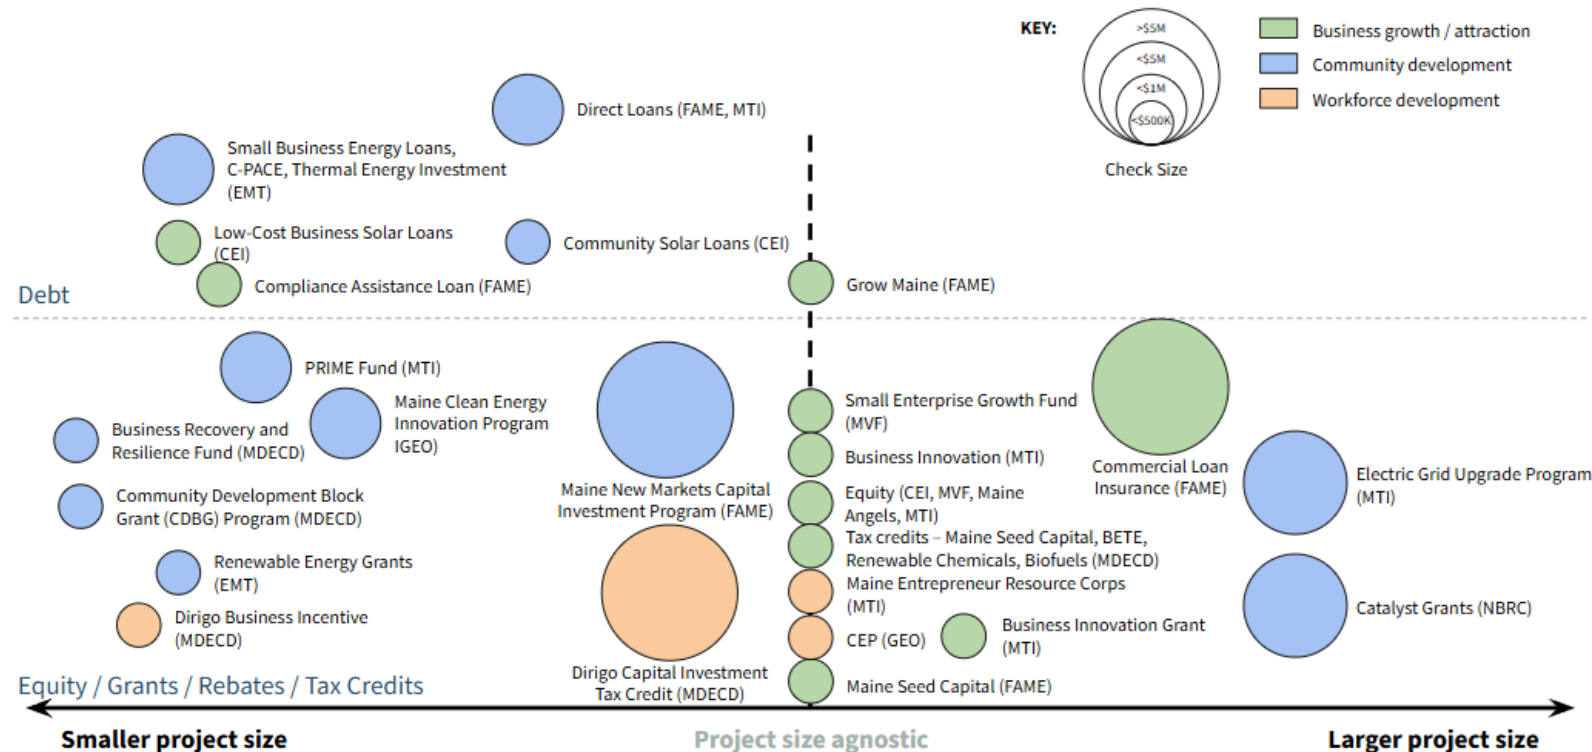 KEY:
>$5M
<$5M
<$1M
<$500K
Check Size
Business growth / attraction
Community development
Workforce development
Direct Loans (FAME, MTI)
Small Business Energy Loans,
C-PACE, Thermal Energy Investment
(EMT)
Low-Cost Business Solar Loans
(CEI)
Community Solar Loans (CEI)
Compliance Assistance Loan (FAME)
Grow Maine (FAME)
Debt
PRIME Fund (MTI)
Maine Clean Energy
Innovation Program
IGEO)
Business Recovery and
Resilience Fund (MDECD)
Community Development Block
Grant (CDBG) Program (MDECD)
Renewable Energy Grants
(EMT)
Dirigo Business Incentive
(MDECD)
Maine New Markets Capital
Investment Program (FAME)
Dirigo Capital Investment
Tax Credit (MDECD)
Small Enterprise Growth Fund
(MVF)
Business Innovation (MTI)
Equity (CEI, MVF, Maine
Angels, MTI)
Tax credits – Maine Seed Capital, BETE,
Renewable Chemicals, Biofuels (MDECD)
Maine Entrepreneur Resource Corps
(MTI)
CEP (GEO)
Business Innovation Grant
(MTI)
Maine Seed Capital (FAME)
Commercial Loan
Insurance (FAME)
Electric Grid Upgrade Program
(MTI)
Catalyst Grants (NBRC)
Equity / Grants / Rebates / Tax Credits
Smaller project size
Project size agnostic
Larger project size